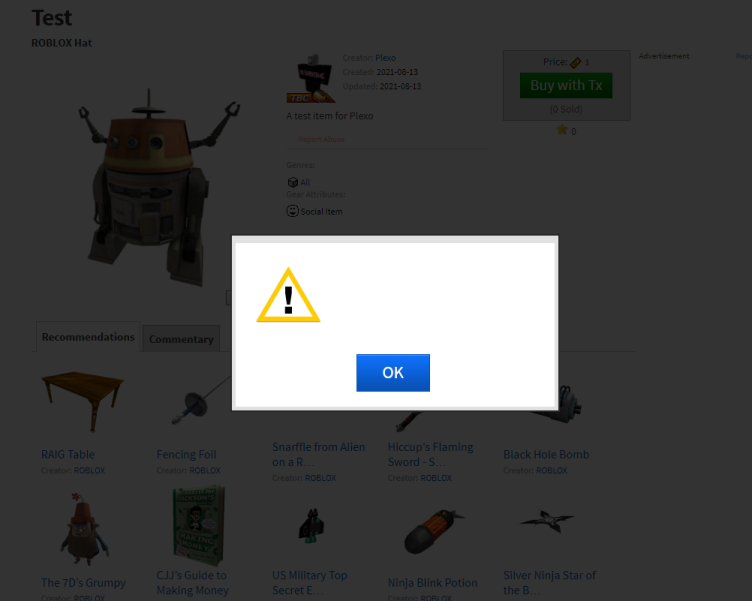 Test
ROBLOX Hat
Creator: Plexo
Created: 2021-08-13
Updated: 2021-08-13
TBC
A test item for Plexo
Report Abuse
Genres:
All
Gear Attributes:
Social Item
Price: 1
Buy with Tx
(0 Sold)
0
Advertisement
!
OK
Recommendations
Commentary
RAIG Table
Creator: ROBLOX
Fencing Foil
Creator: ROBLOX
Snarffle from Alien
on a R...
Creator: ROBLOX
Hiccup's Flaming
Sword - S...
Creator: ROBLOX
Black Hole Bomb
Creator: ROBLOX
The 7D's Grumpy
Creator: ROBLOX
CJJ's Guide to
Making Money
US Military Top
Secret E...
Ninja Blink Potion
Creator: ROBLOX
Silver Ninja Star of
the B...